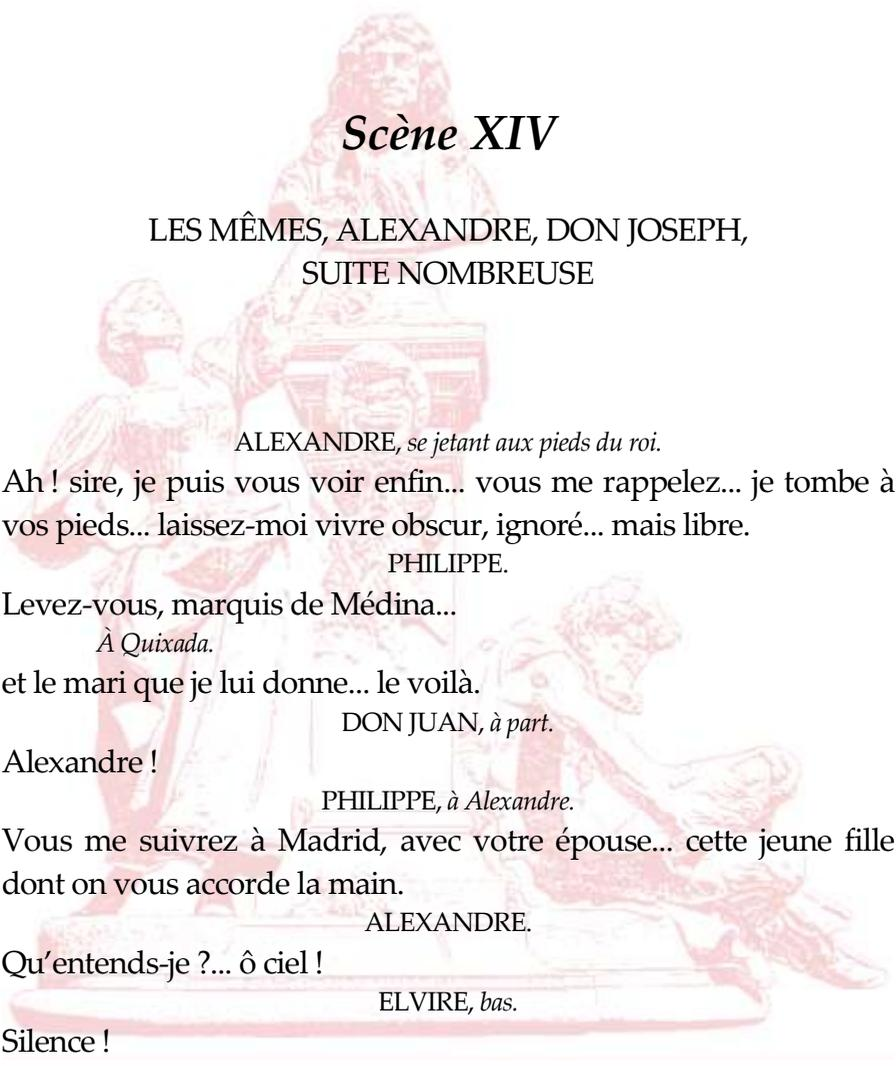 Scène XIV
LES MÊMES, ALEXANDRE, DON JOSEPH,
SUITE NOMBREUSE
ALEXANDRE, se jetant aux pieds du roi.
Ah ! sire, je puis vous voir enfin... vous me rappelez... je tombe à
vos pieds... laissez-moi vivre obscur, ignoré... mais libre.
PHILIPPE.
Levez-vous, marquis de Médina...
À Quixada.
et le mari que je lui donne... le voilà.
DON JUAN, à part.
Alexandre !
PHILIPPE, à Alexandre.
Vous me suivrez à Madrid, avec votre épouse... cette jeune fille
dont on vous accorde la main.
ALEXANDRE.
Qu’entends-je ?... ô ciel !
ELVIRE, bas.
Silence !